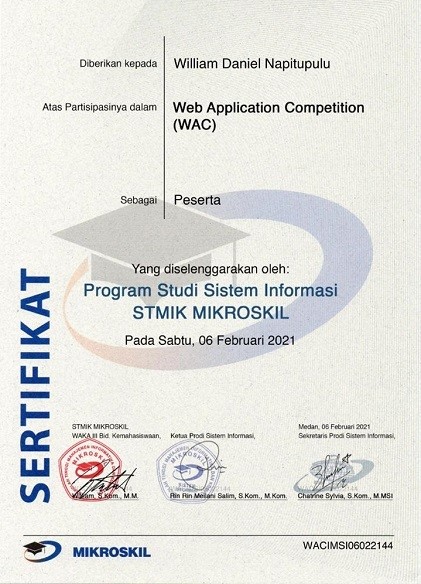 Diberikan kepada William Daniel Napitupulu
Atas Partisipasinya dalam Web Application Competition
(WAC)
Sebagai Peserta
Yang diselenggarakan oleh:
Program Studi Sistem Informasi
STMIK MIKROSKIL
Pada Sabtu, 06 Februari 2021
SERTIFIKAT
STMIK MIKROSKIL
WAKA III Bid. Kemahasiswaan,
Ketua Prodi Sistem Informasi,
Medan, 06 Februari 2021
Sekretaris Prodi Sistem Informasi,
MIKROSKIL
MIKROSKIL
William, S.Kom., M.M.
Rin Rin Meilani Salim, S.Kom., M.Kom.
Chatrine Sylvia, S.Kom., M.MSI
MIKROSKIL
WACIMSI06022144